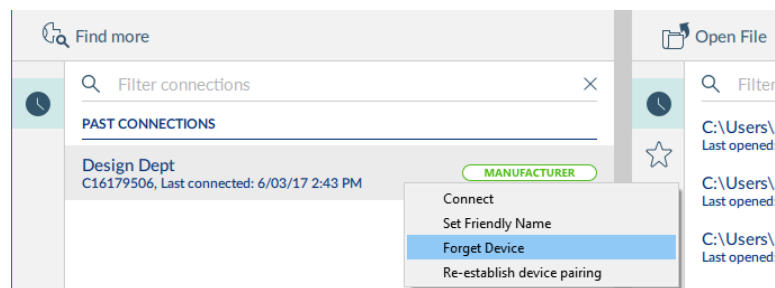 Find more
Filter connections
PAST CONNECTIONS
Design Dept
C16179506, Last connected: 6/03/17 2:43 PM
MANUFACTURER
Connect
Set Friendly Name
Forget Device
Re-establish device pairing
Open File
Filter
C:\Users\
Last opened:
C:\Users\
Last opened:
C:\Users\
Last opened: